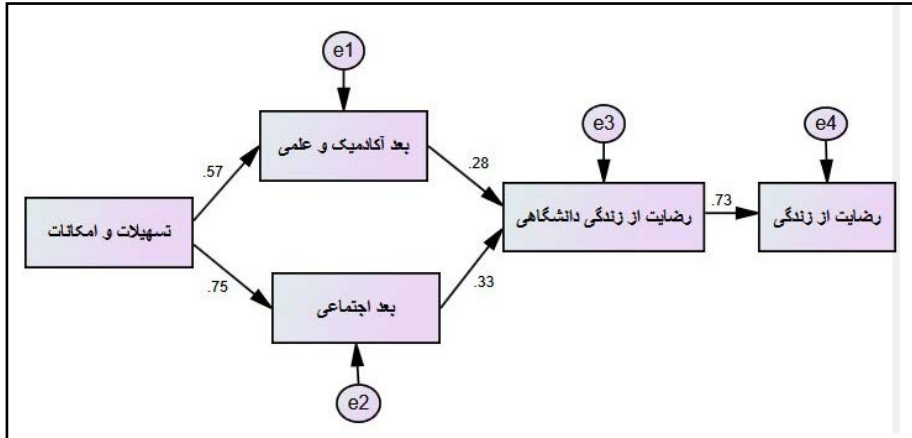 e1
بعد آکادمیک و علمی
.57
.28
e3
e4
تسهیلات و امکانات
رضایت از زندگی دانشگاهی
.73
رضایت از زندگی
.75
بعد اجتماعی
.33
e2